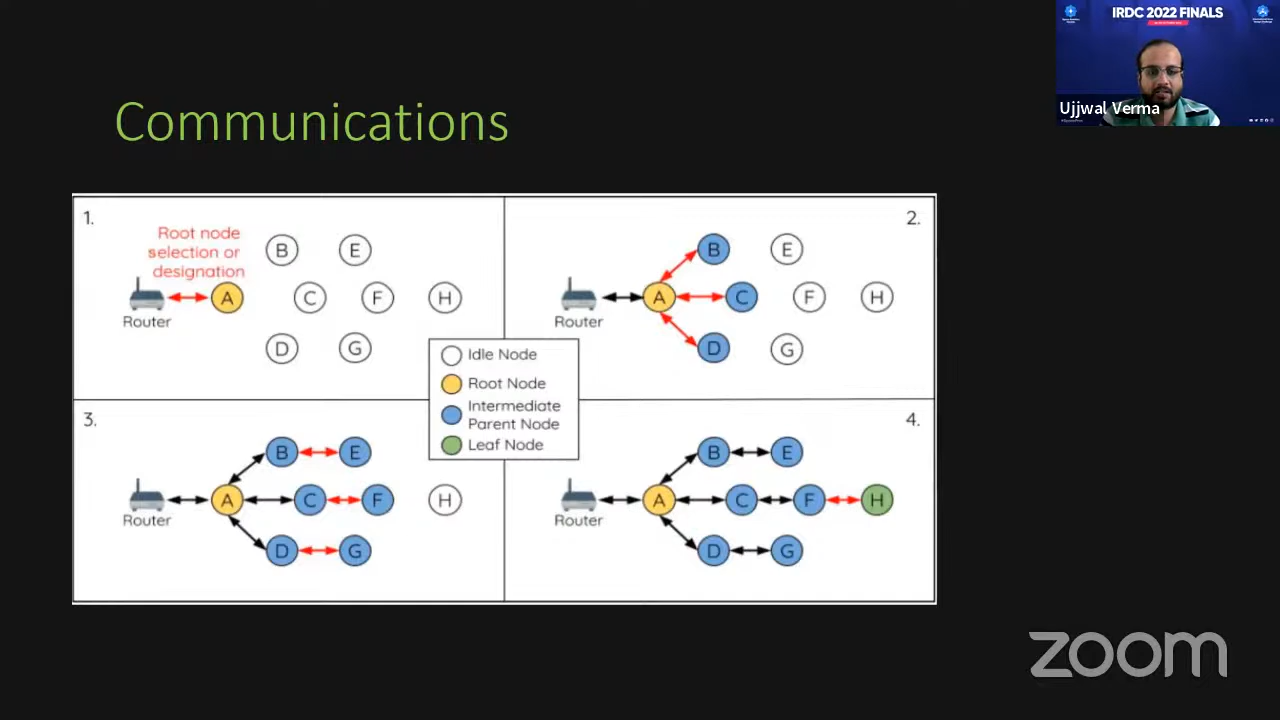 IRDC 2022 FINALS
Ujjwal Verma
Communications
1.
Root node
selection or
designation
Router
A
B
E
C
F
H
D
G
2.
Router
A
B
E
C
F
H
D
G
Idle Node
Root Node
Intermediate
Parent Node
Leaf Node
3.
Router
A
B
E
C
F
H
D
G
4.
Router
A
B
E
C
F
H
D
G
zoom